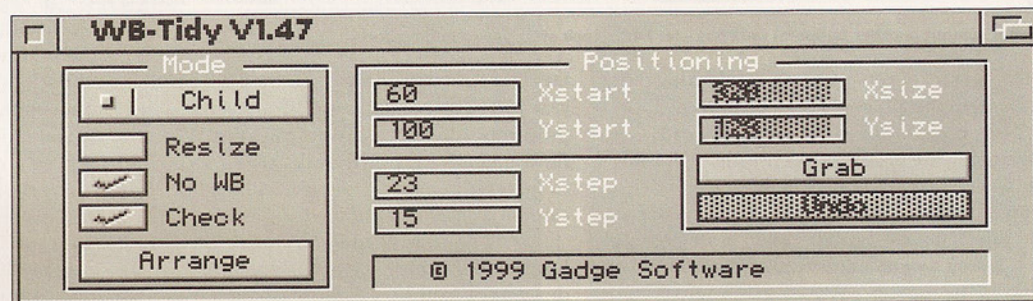 WB-Tidy V1.47
Mode
Child
Resize
No WB
Check
Arrange
Positioning
60 Xstart
100 Ystart
Xsize
Ysize
23 Xstep
15 Ystep
Grab
Undo
© 1999 Gadge Software